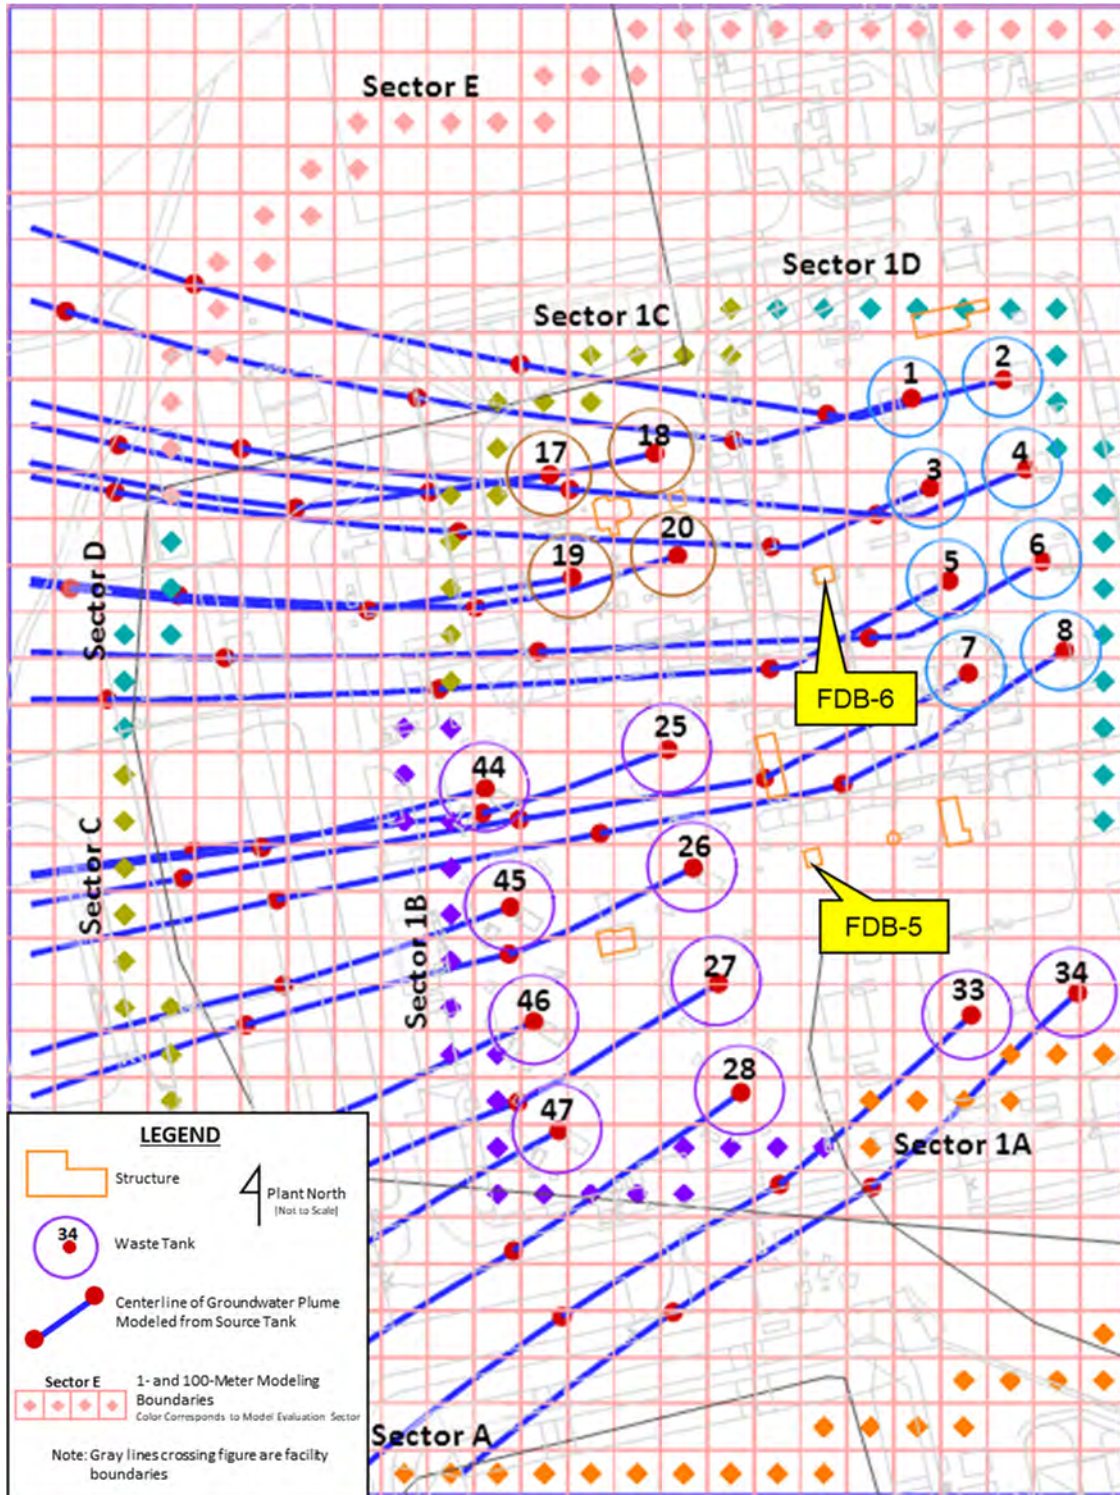 Sector E
Sector 1D
Sector 1C
1
2
17
18
3
4
19
20
5
6
7
8
Sector D
FDB-6
25
44
Sector C
26
45
Sector 1B
FDB-5
27
46
33
34
28
47
Sector 1A
Sector A
LEGEND
Structure
Plant North
(Not to Scale)
34
Waste Tank
Centerline of Groundwater Plume
Modeled from Source Tank
Sector E
1- and 100-Meter Modeling
Boundaries
Color Corresponds to Model Evaluation Sector
Note: Gray lines crossing figure are facility
boundaries